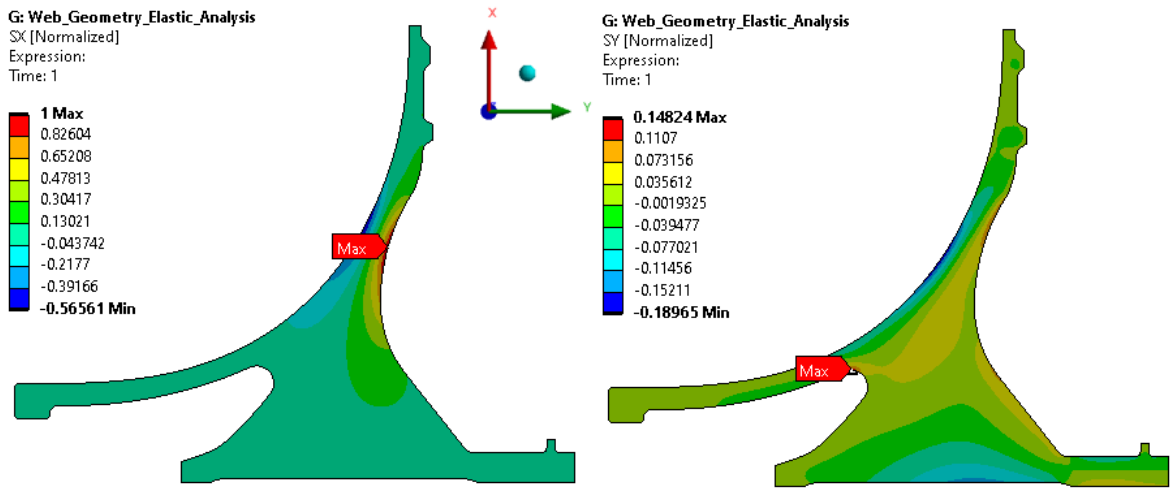 G: Web_Geometry_Elastic_Analysis
SX [Normalized]
Expression:
Time: 1
1 Max
0.82604
0.65208
0.47813
0.30417
0.13021
-0.043742
-0.2177
-0.39166
-0.56561 Min
Max
X
Y
G: Web_Geometry_Elastic_Analysis
SY [Normalized]
Expression:
Time: 1
0.14824 Max
0.1107
0.073156
0.035612
-0.0019325
-0.039477
-0.077021
-0.11456
-0.15211
-0.18965 Min
Max